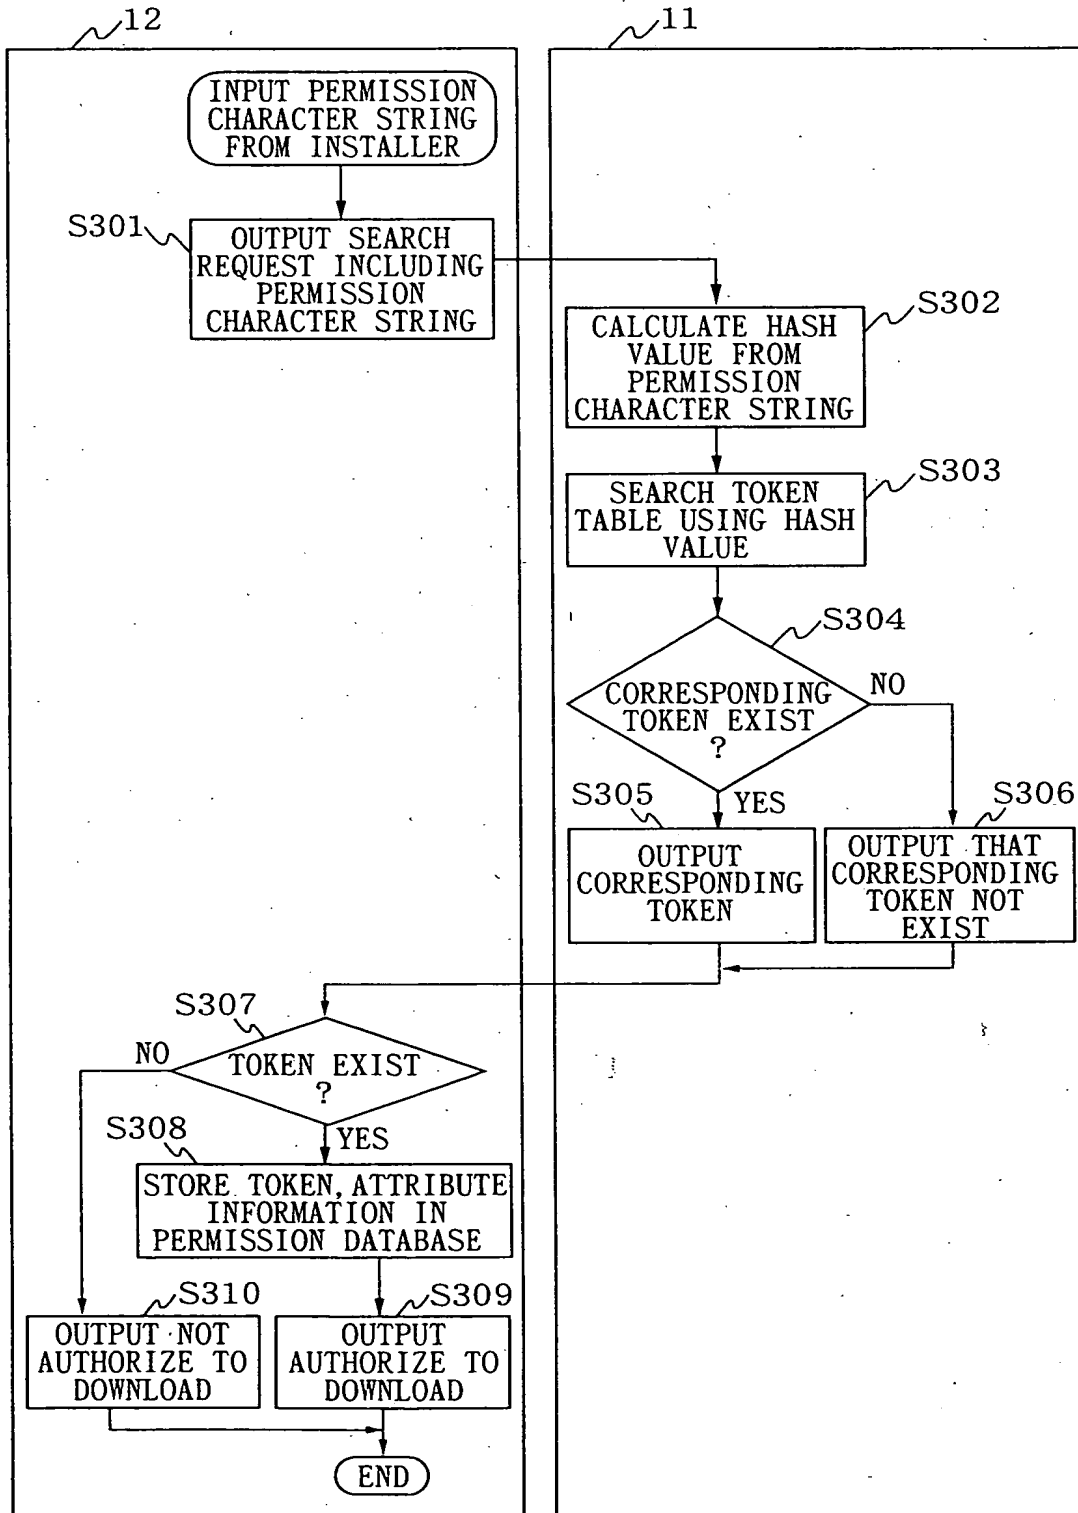 12
11
INPUT PERMISSION
CHARACTER STRING
FROM INSTALLER
S301
OUTPUT SEARCH
REQUEST INCLUDING
PERMISSION
CHARACTER STRING
S302
CALCULATE HASH
VALUE FROM
PERMISSION
CHARACTER STRING
S303
SEARCH TOKEN
TABLE USING HASH
VALUE
S304
CORRESPONDING
TOKEN EXIST
?
NO
YES
S305
OUTPUT
CORRESPONDING
TOKEN
S306
OUTPUT THAT
CORRESPONDING
TOKEN NOT
EXIST
S307
TOKEN EXIST
?
NO
YES
S308
STORE TOKEN, ATTRIBUTE
INFORMATION IN
PERMISSION DATABASE
S310
OUTPUT NOT
AUTHORIZE TO
DOWNLOAD
S309
OUTPUT
AUTHORIZE TO
DOWNLOAD
END